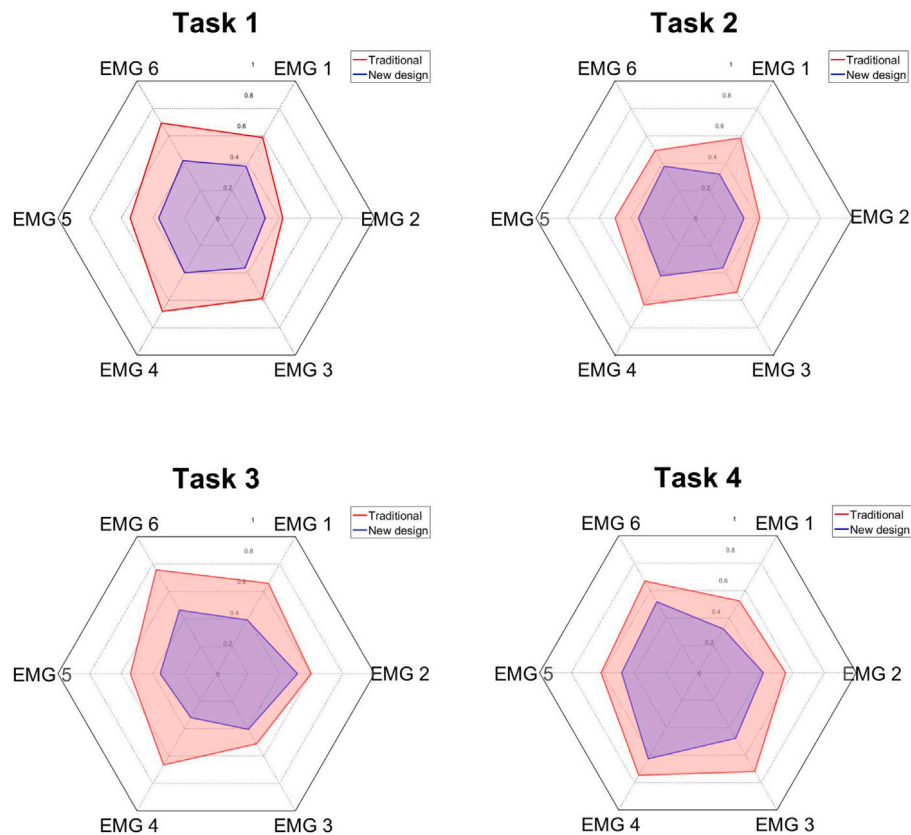 Task 1
EMG 6
1
EMG 1
Traditional
New design
0.8
0.6
0.4
0.2
EMG 5
0
EMG 2
EMG 4
EMG 3
Task 2
EMG 6
1
EMG 1
Traditional
New design
0.8
0.6
0.4
0.2
EMG 5
0
EMG 2
EMG 4
EMG 3
Task 3
EMG 6
1
EMG 1
Traditional
New design
0.8
0.6
0.4
0.2
EMG 5
0
EMG 2
EMG 4
EMG 3
Task 4
EMG 6
1
EMG 1
Traditional
New design
0.8
0.6
0.4
0.2
EMG 5
0
EMG 2
EMG 4
EMG 3